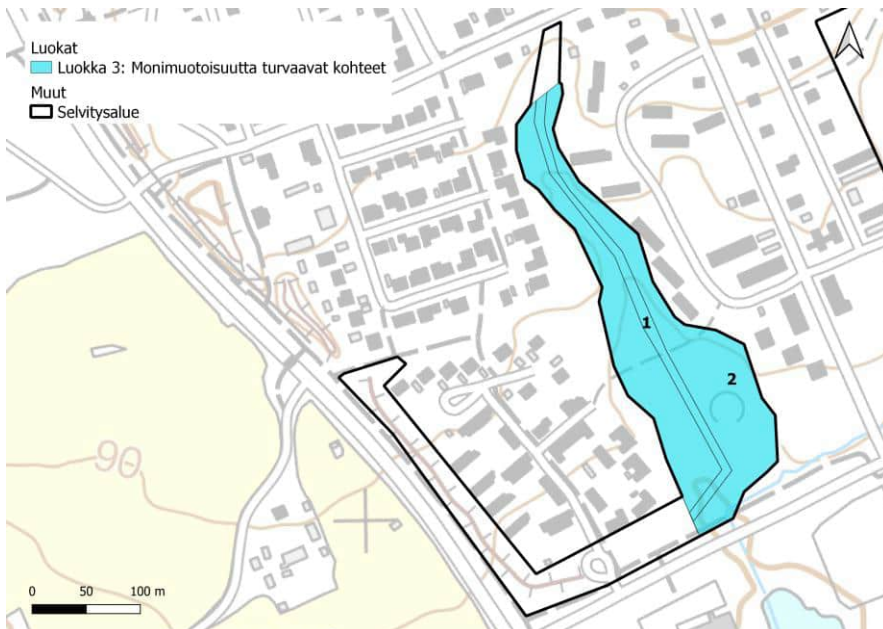 Luokat
Luokka 3: Monimuotoisuutta turvaavat kohteet
Muut
Selvitysalue
1
2
90
0 50 100 m